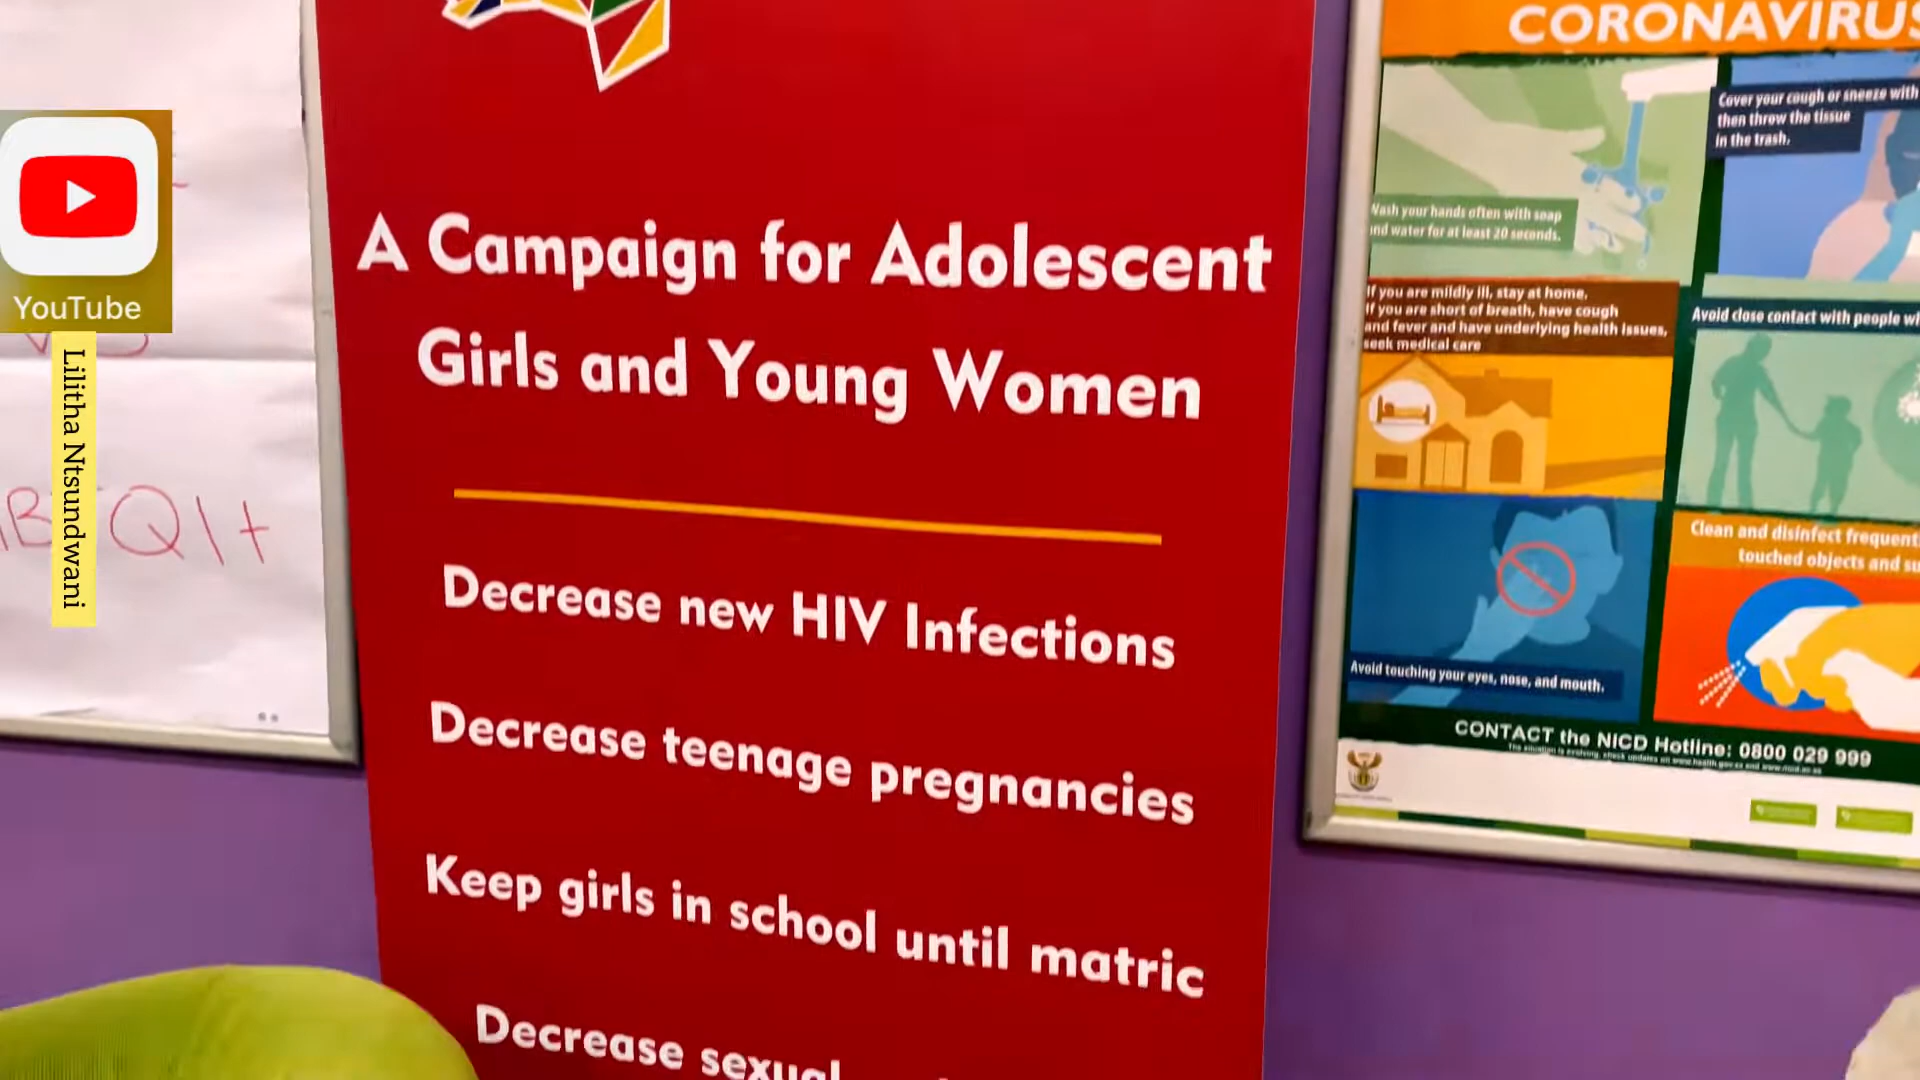 YouTube
Lilitha Ntsundwani
QI+
A Campaign for Adolescent
Girls and Young Women
Decrease new HIV Infections
Decrease teenage pregnancies
Keep girls in school until matric
Decrease sexual
CORONAVIRUS
Wash your hands often with soap
and water for at least 20 seconds.
Cover your cough or sneeze with
then throw the tissue
in the trash.
If you are mildly ill, stay at home.
If you are short of breath, have cough
and fever and have underlying health issues,
seek medical care
Avoid close contact with people
Avoid touching your eyes, nose, and mouth.
Clean and disinfect
touched objects and
CONTACT the NICD Hotline: 0800 029 999